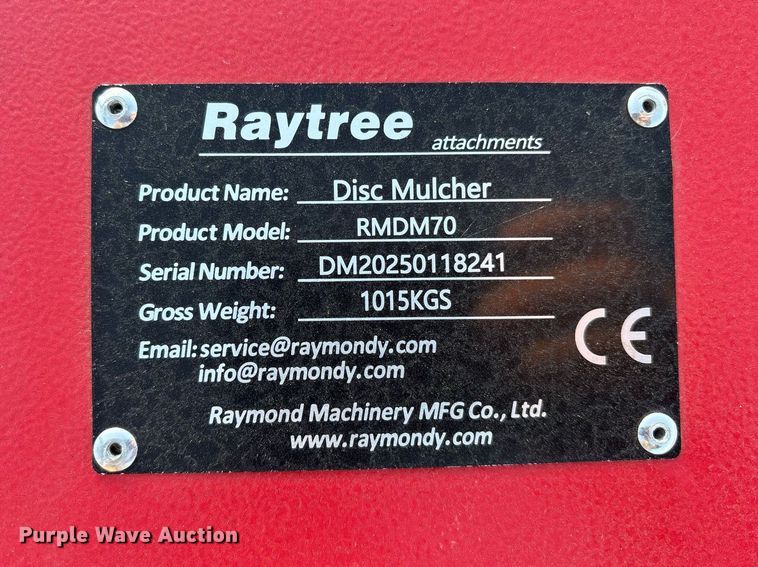 Raytree attachments
Product Name: Disc Mulcher
Product Model: RMDM70
Serial Number: DM20250118241
Gross Weight: 1015KGS
Email: service@raymondy.com
info@raymondy.com
CE
Raymond Machinery MFG Co., Ltd.
www.raymondy.com
Purple Wave Auction